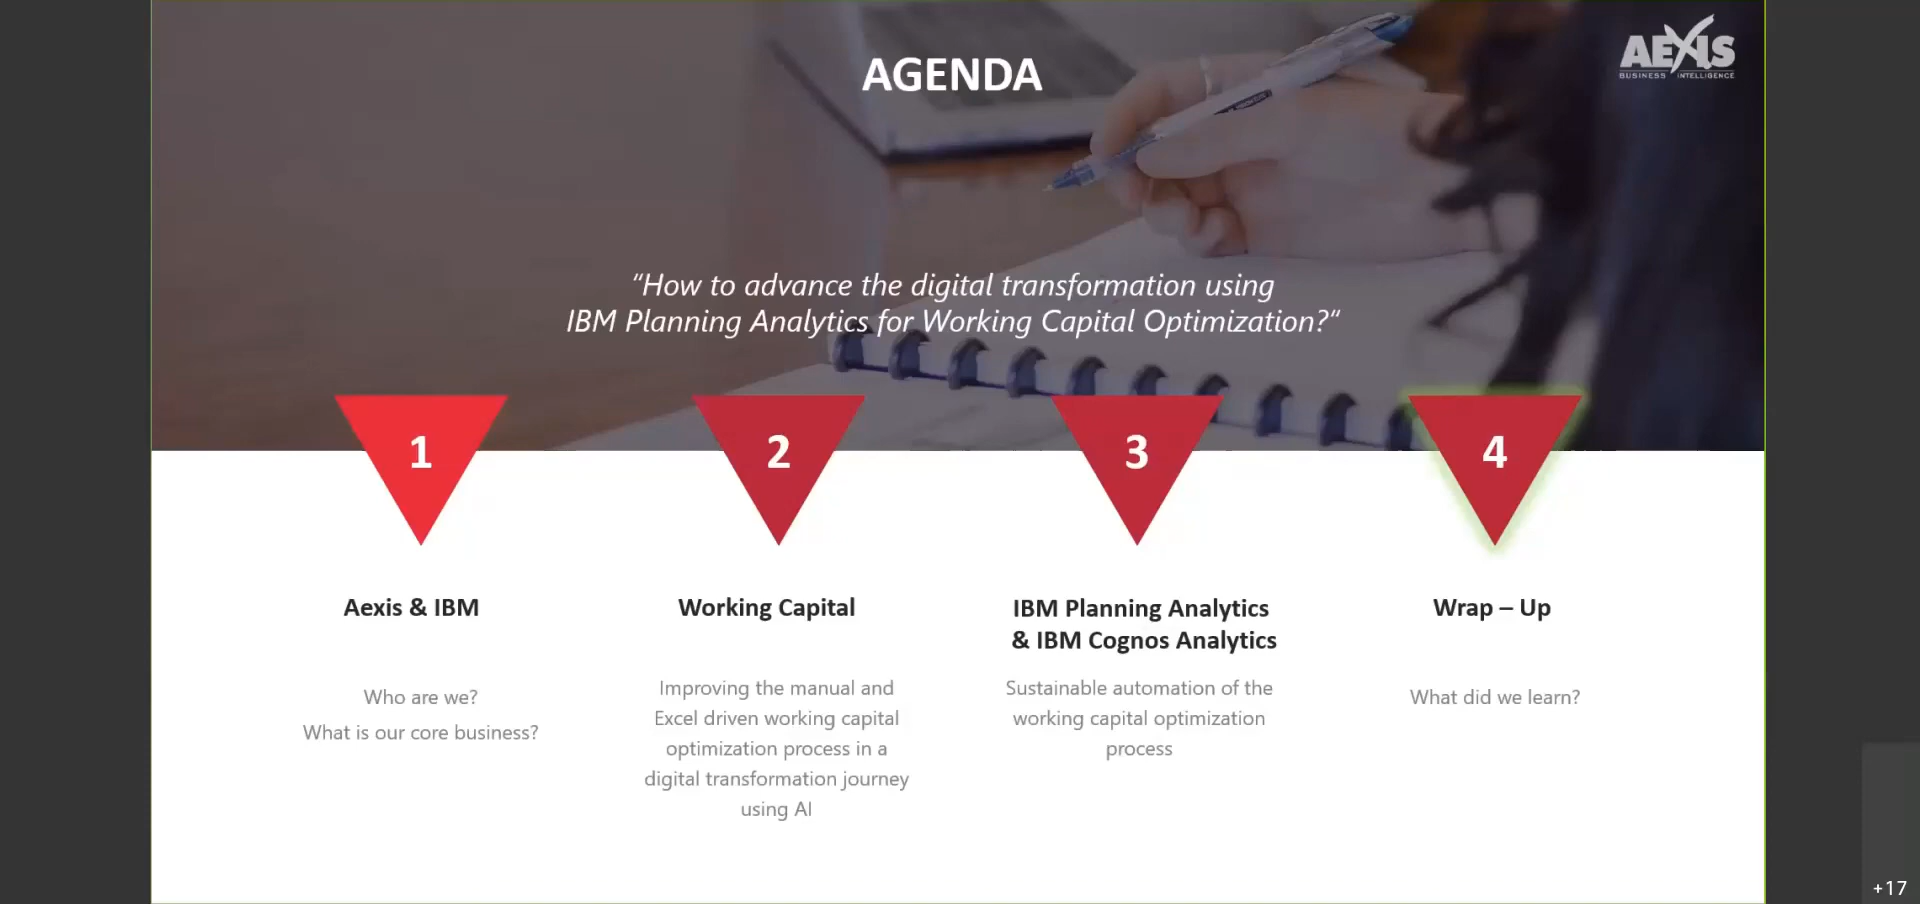 AGENDA
AEXIS
BUSINESS INTELLIGENCE
“How to advance the digital transformation using
IBM Planning Analytics for Working Capital Optimization?“
1
2
3
4
Aexis & IBM
Who are we?
What is our core business?
Working Capital
Improving the manual and
Excel driven working capital
optimization process in a
digital transformation journey
using AI
IBM Planning Analytics
& IBM Cognos Analytics
Sustainable automation of the
working capital optimization
process
Wrap – Up
What did we learn?
+17